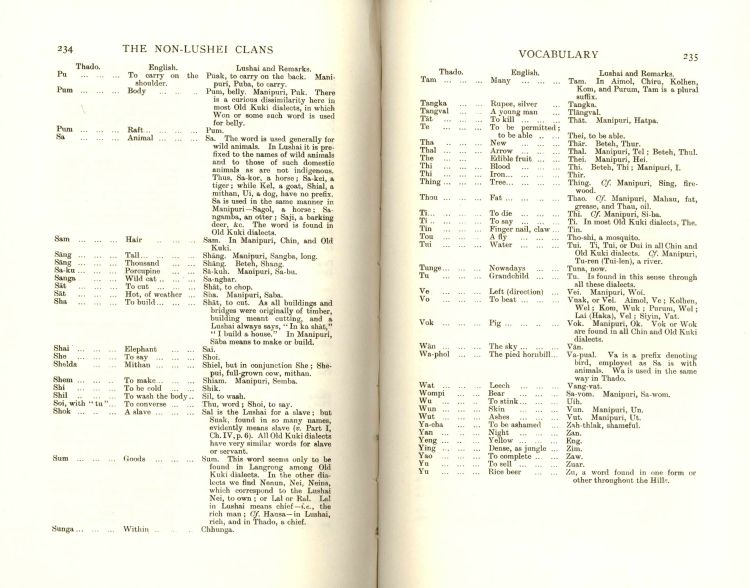 234 THE NON-LUSHEI CLANS
Thado. English. Lushei and Remarks.
Pu ... ... ... To carry on the Puak, to carry on the back. Mani-
shoulder. puri, Puba, to carry.
Pum ... ... ... Body ... ... ... Pum, belly. Manipuri, Pak. There
is a curious dissimilarity here in
most Old Kuki dialects, in which
Won or some such word is used
for belly.
Pum ... ... ... Raft .. ... ... ... Pum.
Sa ... ... ... Animal ... ... ... Sa. The word is used generally for
wild animals. In Lushai it is pre-
fixed to the names of wild animals
and to those of such domestic
animals as are not indigenous.
Thus, Sa-kor, a horse; Sa-kei, a
tiger; while Kel, a goat, Shial, a
mithan, Ui, a dog, have no prefix.
Sa is used in the same manner in
Manipuri—Sagol, a horse; Sa-
ngamba, an otter; Saji, a barking
deer, &c. The word is found in
Old Kuki dialects.
Sam ... ... ... Hair ... ... ... Sam. In Manipuri, Chin, and Old
Kuki.
Sāng ... ... ... Tall ... ... ... Shāng. Manipuri, Sangba, long.
Sāng ... ... ... Thousand ... ... Shāng. Beteh, Shang.
Sa-ku ... ... ... Porcupine ... ... Sā-kuh. Manipuri, Sa-bu.
Sanga ... ... ... Wild cat ... ... ... Sa-nghar.
Sāt ... ... ... To cut ... ... ... Shāt, to chop.
Sāt ... ... ... Hot, of weather ... Sha. Manipuri, Saba.
Sha ... ... ... To build ... ... ... Shāt, to cut. As all buildings and
bridges were originally of timber,
building meant cutting, and a
Lushai always says, “In ka shāt,”
“I build a house.” In Manipuri,
Sāba means to make or build.
Shai ... ... ... Elephant ... ... Sai.
She ... ... ... To say ... ... ... Shoi.
Shelda ... ... ... Mithan ... ... ... Shiel, but in conjunction She; She-
pui, full-grown cow, mithan.
Shem ... ... ... To make ... ... ... Shiam. Manipuri, Semba.
Shi ... ... ... To be cold ... ... Shik.
Shil ... ... ... To wash the body .. Sil, to wash.
Soi, with “tu” ... To converse ... ... Thu, word; Shoi, to say.
Shok ... ... ... A slave ... ... ... Sal is the Lushai for a slave; but
Suak, found in so many names,
evidently means slave (v. Part I,
Ch. IV, p. 6). All Old Kuki dialects
have very similar words for slave
or servant.
Sum ... ... ... Goods ... ... ... Sum. This word seems only to be
found in Langrong among Old
Kuki dialects. In the other dia-
lects we find Nenun, Nei, Neina,
which correspond to the Lushai
Nei, to own; or Lal or Ral. Lal
in Lushai means chief—i.e., the
rich man; Cf. Hausa—in Lushai,
rich, and in Thado, a chief.
Sunga ... ... ... Within .. ... ... Chhunga.
VOCABULARY 235
Thado. English. Lushai and Remarks.
Tam ... ... ... Many ... ... ... Tam. In Aimol, Chiru, Kolhen,
Kom, and Purum, Tam is a plural
suffix.
Tangka ... ... ... Rupee, silver ... Tangka.
Tangval ... ... ... A young man ... Tlāngval.
Tāt ... ... ... To kill ... ... ... Thāt. Manipuri, Hatpa.
Te ... ... ... To be permitted;
to be able .. ... Thei, to be able.
Tha ... ... ... New ... ... ... Thār. Beteh, Thur.
Thal ... ... ... Arrow ... ... ... Thal. Manipuri, Tel; Beteh, Thul.
The ... ... ... Edible fruit ... ... Thei. Manipuri, Hei.
Thi ... ... ... Blood ... ... ... Thi. Beteh, Thi; Manipuri, I.
Thi ... ... ... Iron ... ... ... Thir.
Thing ... ... ... Tree ... ... ... Thing. Cf. Manipuri, Sing, fire-
wood.
Thou ... ... ... Fat ... ... ... Thao. Cf. Manipuri, Mahau, fat,
grease, and Thau, oil.
Ti ... ... ... To die ... ... Thi. Cf. Manipuri, Si-ba.
Ti ... ... ... To say ... ... ... Ti. In most Old Kuki dialects, The.
Tin ... ... ... Finger nail, claw ... Tin.
Tou ... ... ... A fly ... ... ... Tho-shi, a mosquito.
Tui ... ... ... Water ... ... ... Tui. Ti, Tui, or Dui in all Chin and
Old Kuki dialects. Cf. Manipuri,
Tu-ren (Tui-len), a river.
Tunge ... ... ... Nowadays ... ... Tuna, now.
Tu ... ... ... Grandchild ... ... Tu. Is found in this sense through
all these dialects.
Ve ... ... ... Left (direction) ... Vei. Manipuri, Woi.
Vo ... ... ... To beat ... ... ... Vuak, or Vel. Aimol, Ve; Kolhen,
Wel; Kom, Wuk; Purum, Wel;
Lai (Haka), Vel; Siyin, Vat.
Vok ... ... ... Pig ... ... ... Vok. Manipuri, Ok. Vok or Wok
are found in all Chin and Old Kuki
dialects.
Wān ... ... ... The sky ... ... ... Vān.
Wa-phol ... ... The pied hornbill ... Va-pual. Va is a prefix denoting
bird, employed as Sa is with
animals. Wa is used in the same
way in Thado.
Wat ... ... ... Leech ... ... ... Vang-vat.
Wompi ... ... ... Bear ... ... ... Sa-vom. Manipuri, Sa-wom.
Wu ... ... ... To stink ... ... ... Uih.
Wun ... ... ... Skin ... ... ... Vun. Manipuri, Un.
Wut ... ... ... Ashes ... ... ... Vut. Manipuri, Ut.
Ya-cha ... ... ... To be ashamed ... Zah-thlak, shameful.
Yan ... ... ... Night ... ... ... Zan.
Yeng ... ... ... Yellow ... ... ... Eng.
Ying ... ... ... Dense, as jungle ... Zim.
Yao ... ... ... To complete ... ... Zaw.
Yu ... ... ... To sell ... ... ... Zuar.
Yu ... ... ... Rice beer ... ... Zu, a word found in one form or
other throughout the Hills.